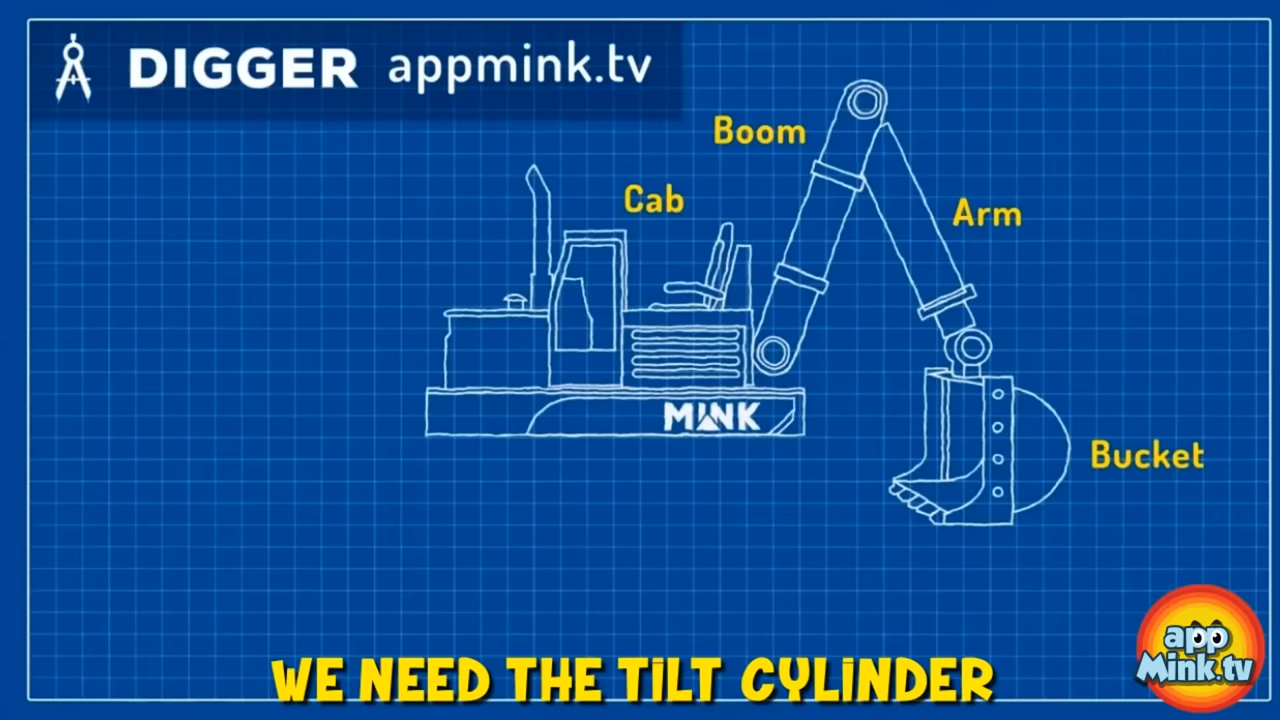 DIGGER appmink.tv
Boom
Cab
Arm
MINK
Bucket
app
Mink.tv
WE NEED THE TILT CYLINDER